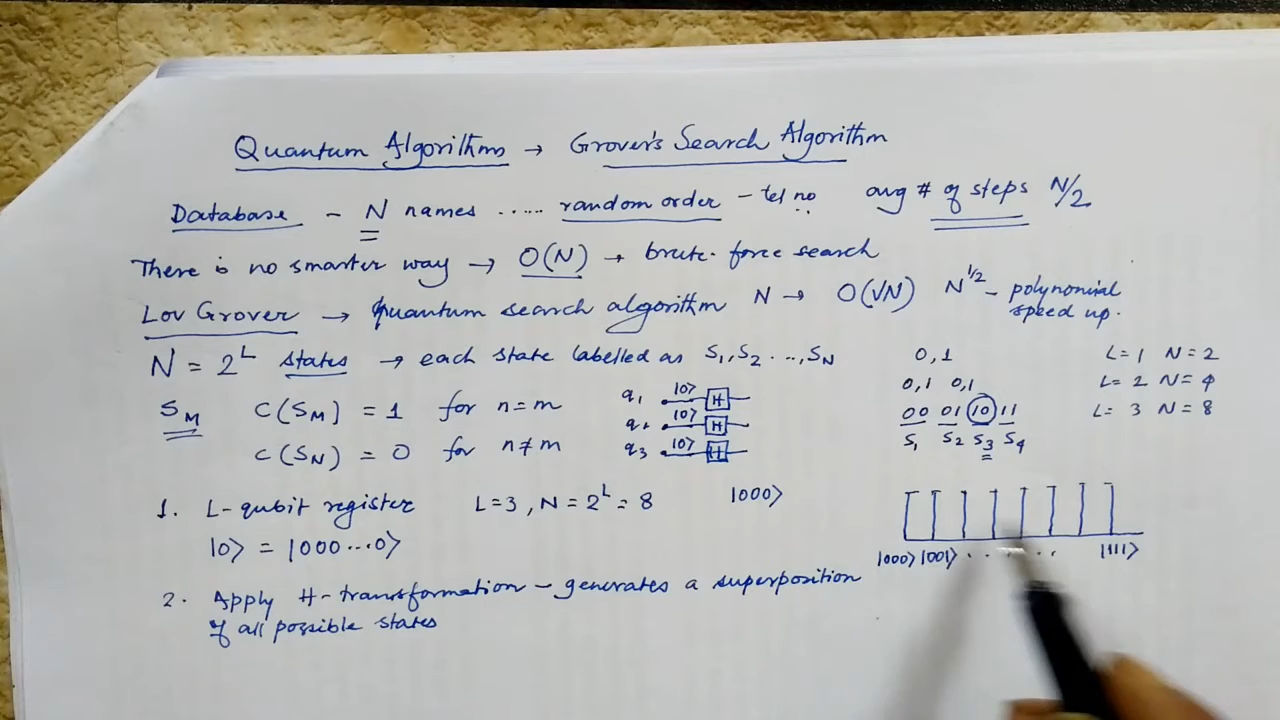 Quantum Algorithms → Grover's Search Algorithm
Database - N names ..... random order - tel no.. avg # of steps N/2
There is no smarter way → O(N) → brute-force search
Lov Grover → quantum search algorithm N → O(√N) N^1/2 - polynomial speed up.
N = 2^L states → each state labelled as S1, S2 ..., SN
S_M C(S_M) = 1 for n=m
C(S_N) = 0 for n≠m
q1 |0> H
q2 |0> H
q3 |0> H
0,1
0,1 0,1
00 01 10 11
S1 S2 S3 S4
L=1 N=2
L=2 N=4
L=3 N=8
1. L-qubit register L=3, N=2^L=8 |000>
|0> = |000...0>
|000> |001> ..... |111>
2. Apply H-transformation - generates a superposition
of all possible states